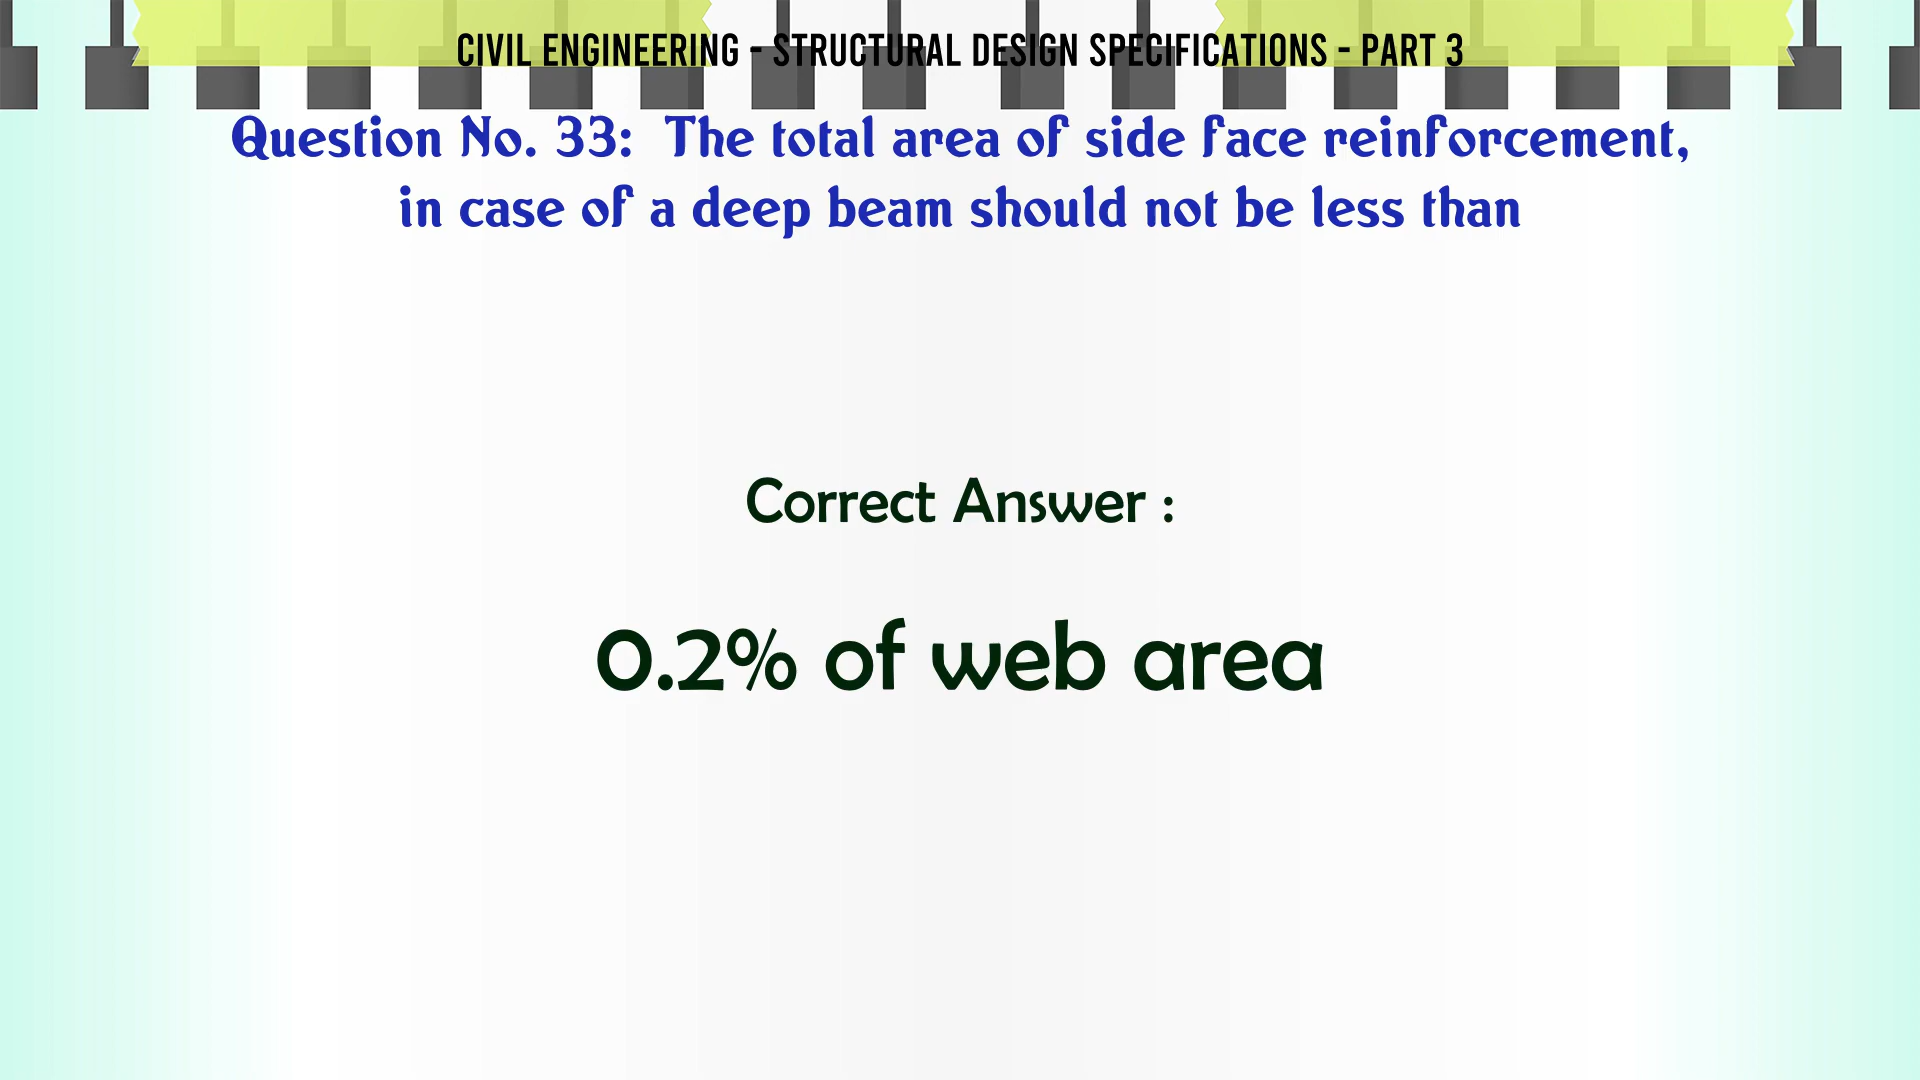 CIVIL ENGINEERING - STRUCTURAL DESIGN SPECIFICATIONS - PART 3
Question No. 33:  The total area of side face reinforcement,
in case of a deep beam should not be less than
Correct Answer :
0.2% of web area